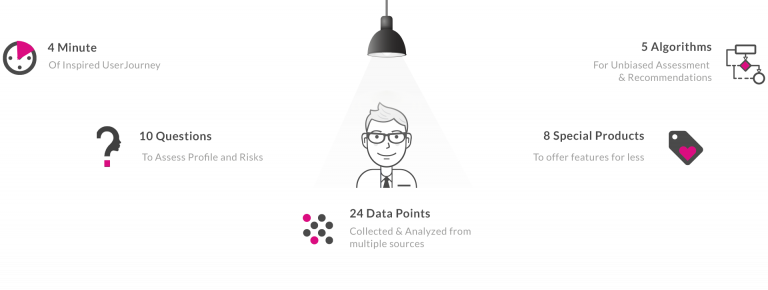 4 Minute
Of Inspired UserJourney
5 Algorithms
For Unbiased Assessment
& Recommendations
10 Questions
To Assess Profile and Risks
8 Special Products
To offer features for less
24 Data Points
Collected & Analyzed from
multiple sources